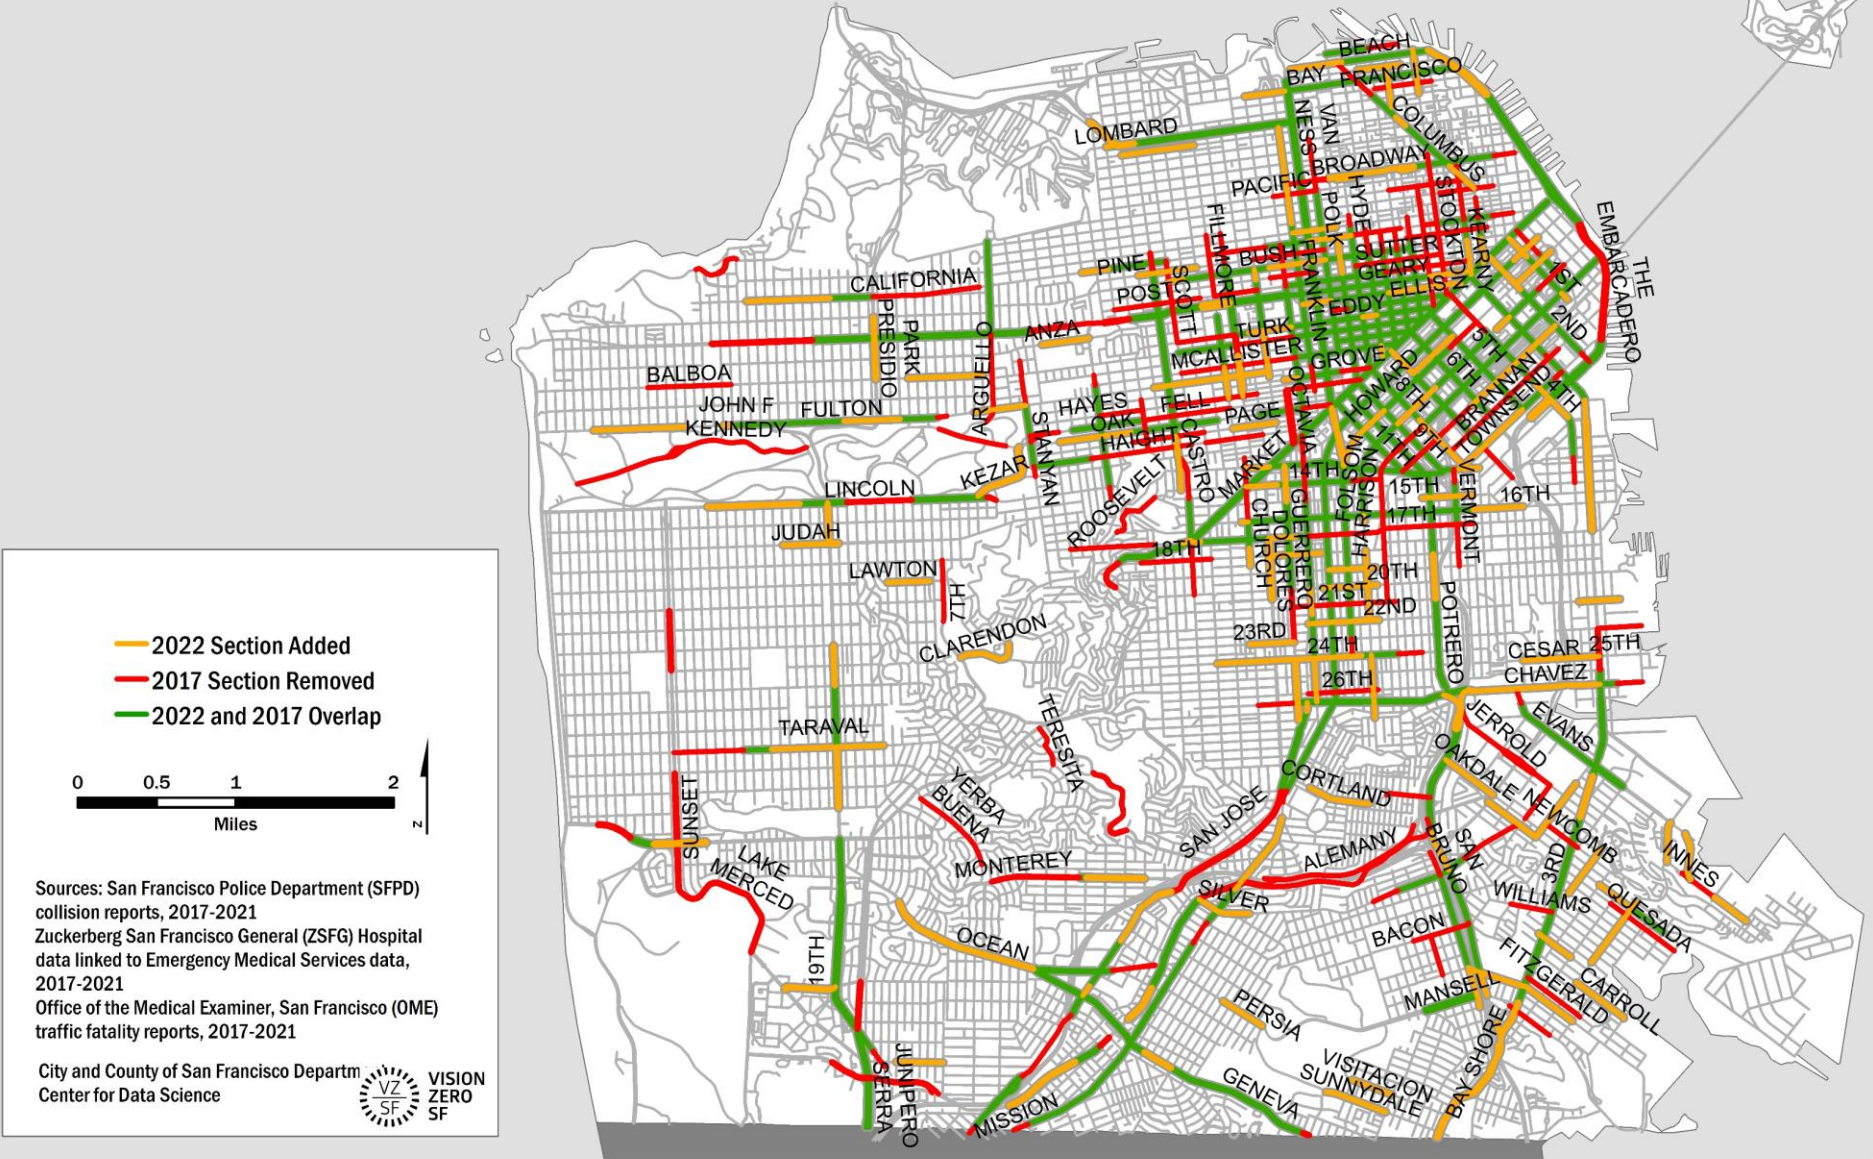 BEACH
BAY
FRANCISCO
COLUMBUS
VAN
NESS
LOMBARD
BROADWAY
PACIFIC
HYDE
POLK
STOCKTON
KEARNY
FILLMORE
EMBARCADERO
THE
CALIFORNIA
PINE
BUSH
SUTTER
GEARY
ELLIS
1ST
POST
SCOTT
FRANKLIN
EDDY
2ND
PRESIDIO
PARK
ARGUELLO
ANZA
TURK
5TH
MCALLISTER
GROVE
6TH
BALBOA
HOWARD
8TH
BRANNAN
TOWNSEND
4TH
JOHN F
KENNEDY
FULTON
STANYAN
HAYES
FELL
OAK
PAGE
OCTAVIA
HAIGHT
CASTRO
MARKET
11TH
9TH
KEZAR
ROOSEVELT
14TH
FOLSOM
HARRISON
VERMONT
LINCOLN
15TH
16TH
JUDAH
CHURCH
DOLORES
GUERRERO
17TH
18TH
LAWTON
7TH
20TH
21ST
22ND
POTRERO
CLARENDON
23RD
24TH
CESAR
CHAVEZ
25TH
26TH
TERESITA
TARAVAL
JERROLD
EVANS
OAKDALE
SUNSET
YERBA
BUENA
CORTLAND
NEWCOMB
SAN JOSE
LAKE
MERCED
MONTEREY
ALEMANY
SAN
BRUNO
3RD
INNES
SILVER
WILLIAMS
QUESADA
BACON
OCEAN
19TH
FITZGERALD
CARROLL
MANSELL
PERSIA
BAY SHORE
VISITACION
SUNNYDALE
GENEVA
JUNIPERO
SERRA
MISSION
2022 Section Added
2017 Section Removed
2022 and 2017 Overlap
0 0.5 1 2
Miles
z
Sources: San Francisco Police Department (SFPD)
collision reports, 2017-2021
Zuckerberg San Francisco General (ZSFG) Hospital
data linked to Emergency Medical Services data,
2017-2021
Office of the Medical Examiner, San Francisco (OME)
traffic fatality reports, 2017-2021
City and County of San Francisco Departm
Center for Data Science
VZ
SF
VISION
ZERO
SF